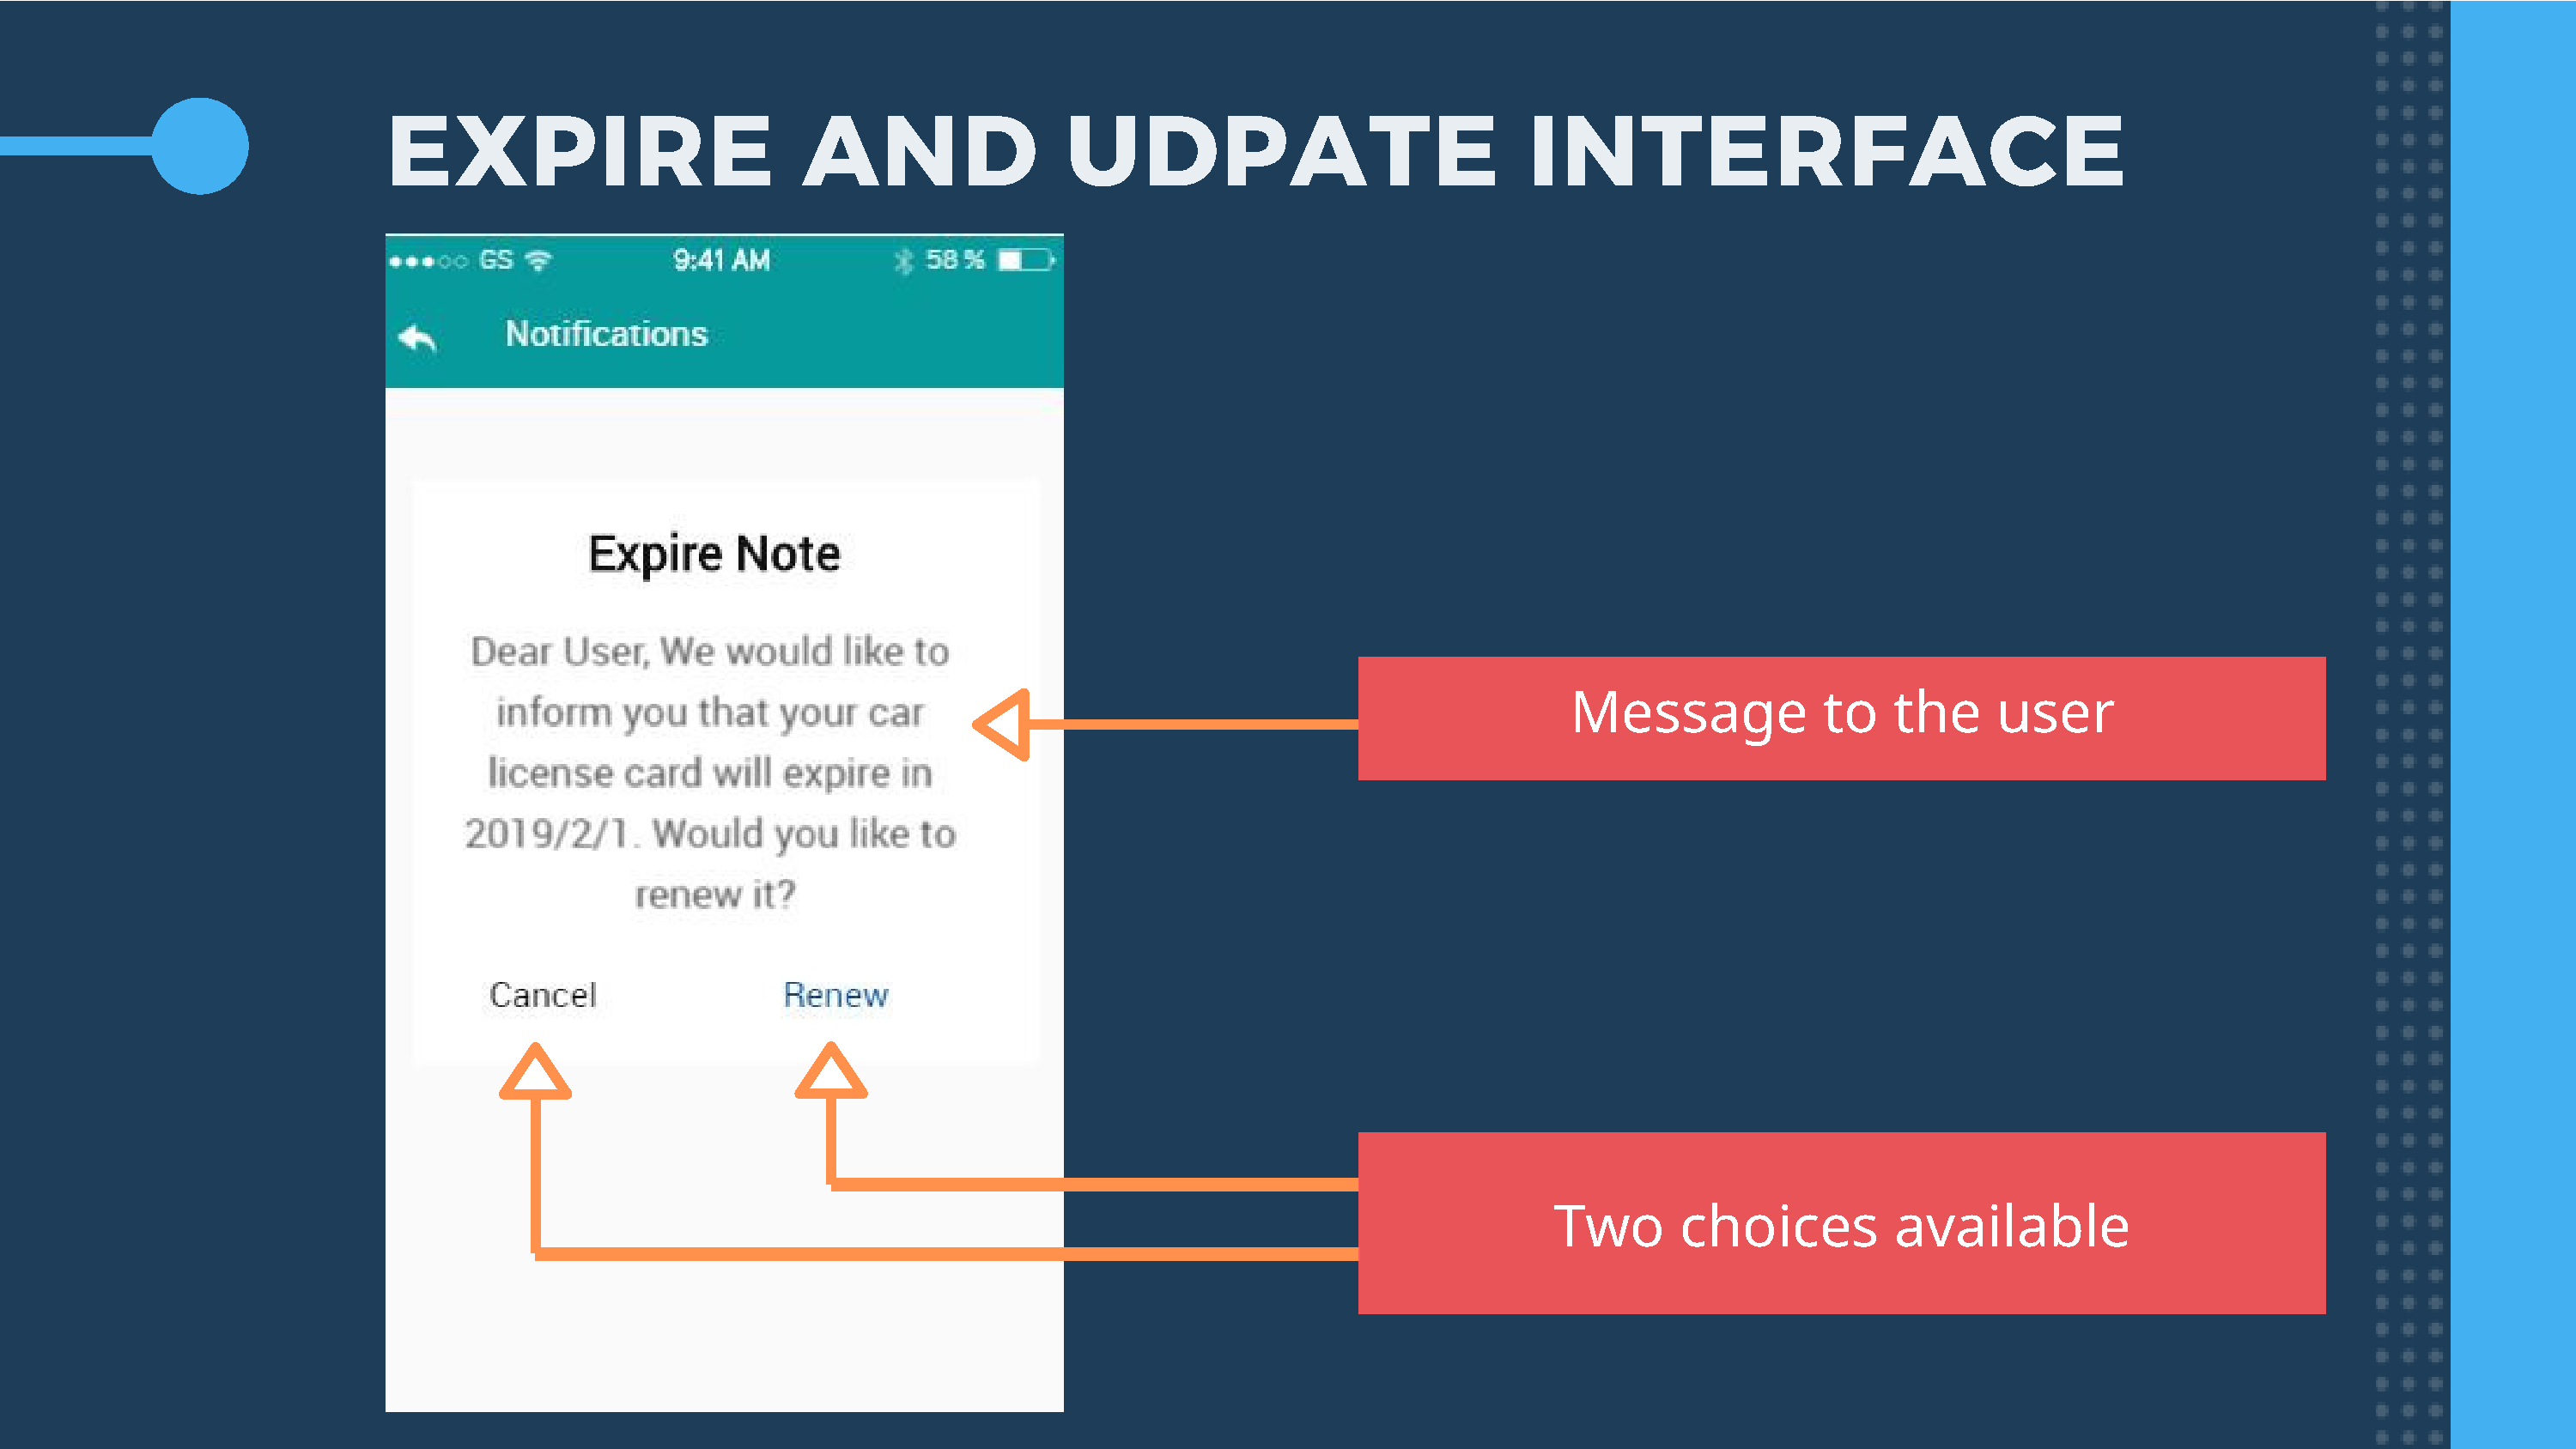 EXPIRE AND UDPATE INTERFACE
GS 9:41 AM 58 %
Notifications
Expire Note
Dear User, We would like to
inform you that your car
license card will expire in
2019/2/1. Would you like to
renew it?
Cancel Renew
Message to the user
Two choices available